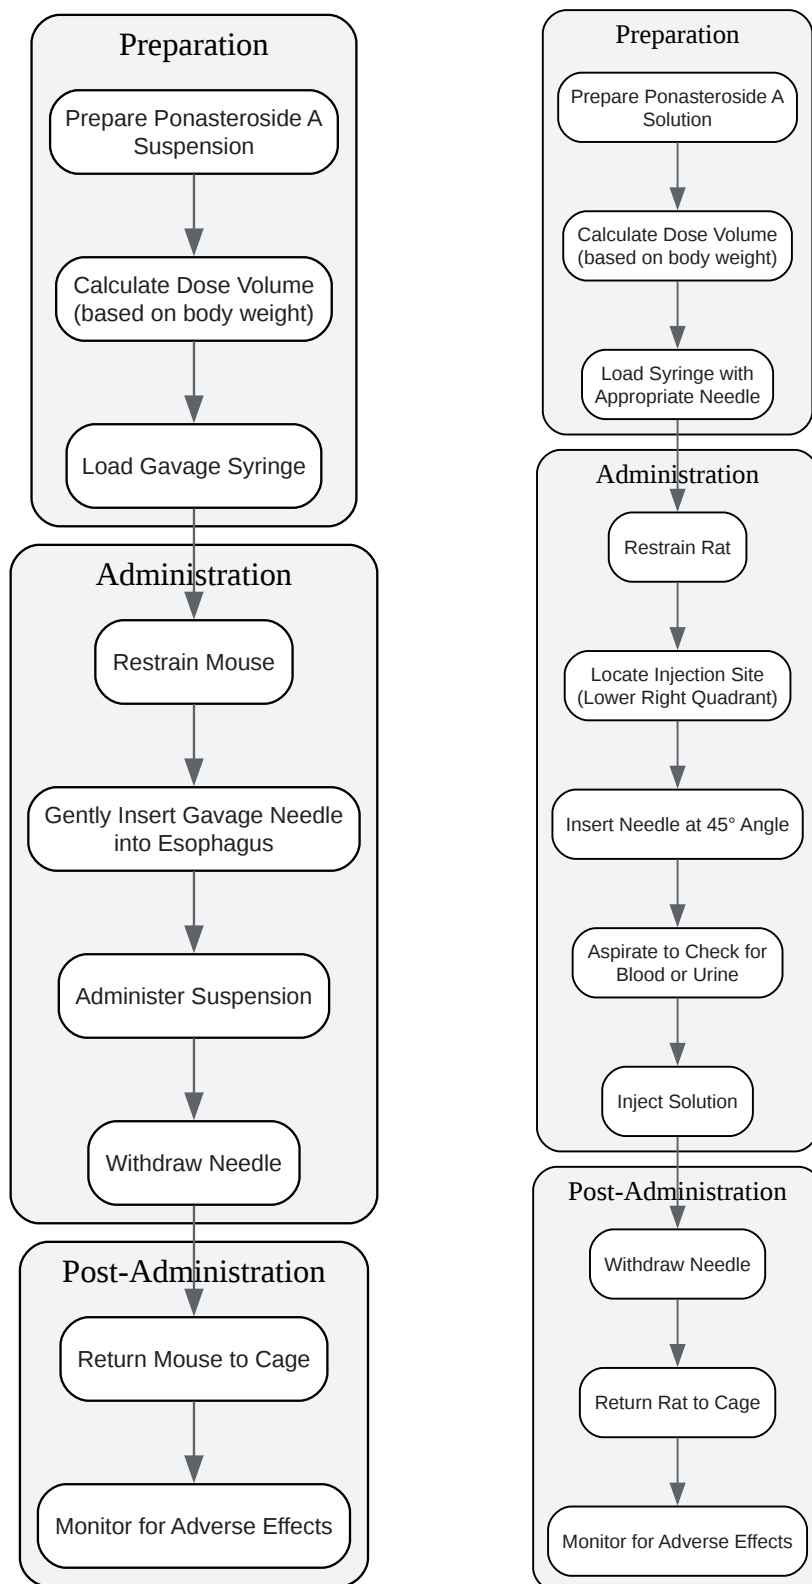 Preparation
Prepare Ponasteroside A
Suspension
Calculate Dose Volume
(based on body weight)
Load Gavage Syringe
Administration
Restrain Mouse
Gently Insert Gavage Needle
into Esophagus
Administer Suspension
Withdraw Needle
Post-Administration
Return Mouse to Cage
Monitor for Adverse Effects
Preparation
Prepare Ponasteroside A
Solution
Calculate Dose Volume
(based on body weight)
Load Syringe with
Appropriate Needle
Administration
Restrain Rat
Locate Injection Site
(Lower Right Quadrant)
Insert Needle at 45° Angle
Aspirate to Check for
Blood or Urine
Inject Solution
Post-Administration
Withdraw Needle
Return Rat to Cage
Monitor for Adverse Effects